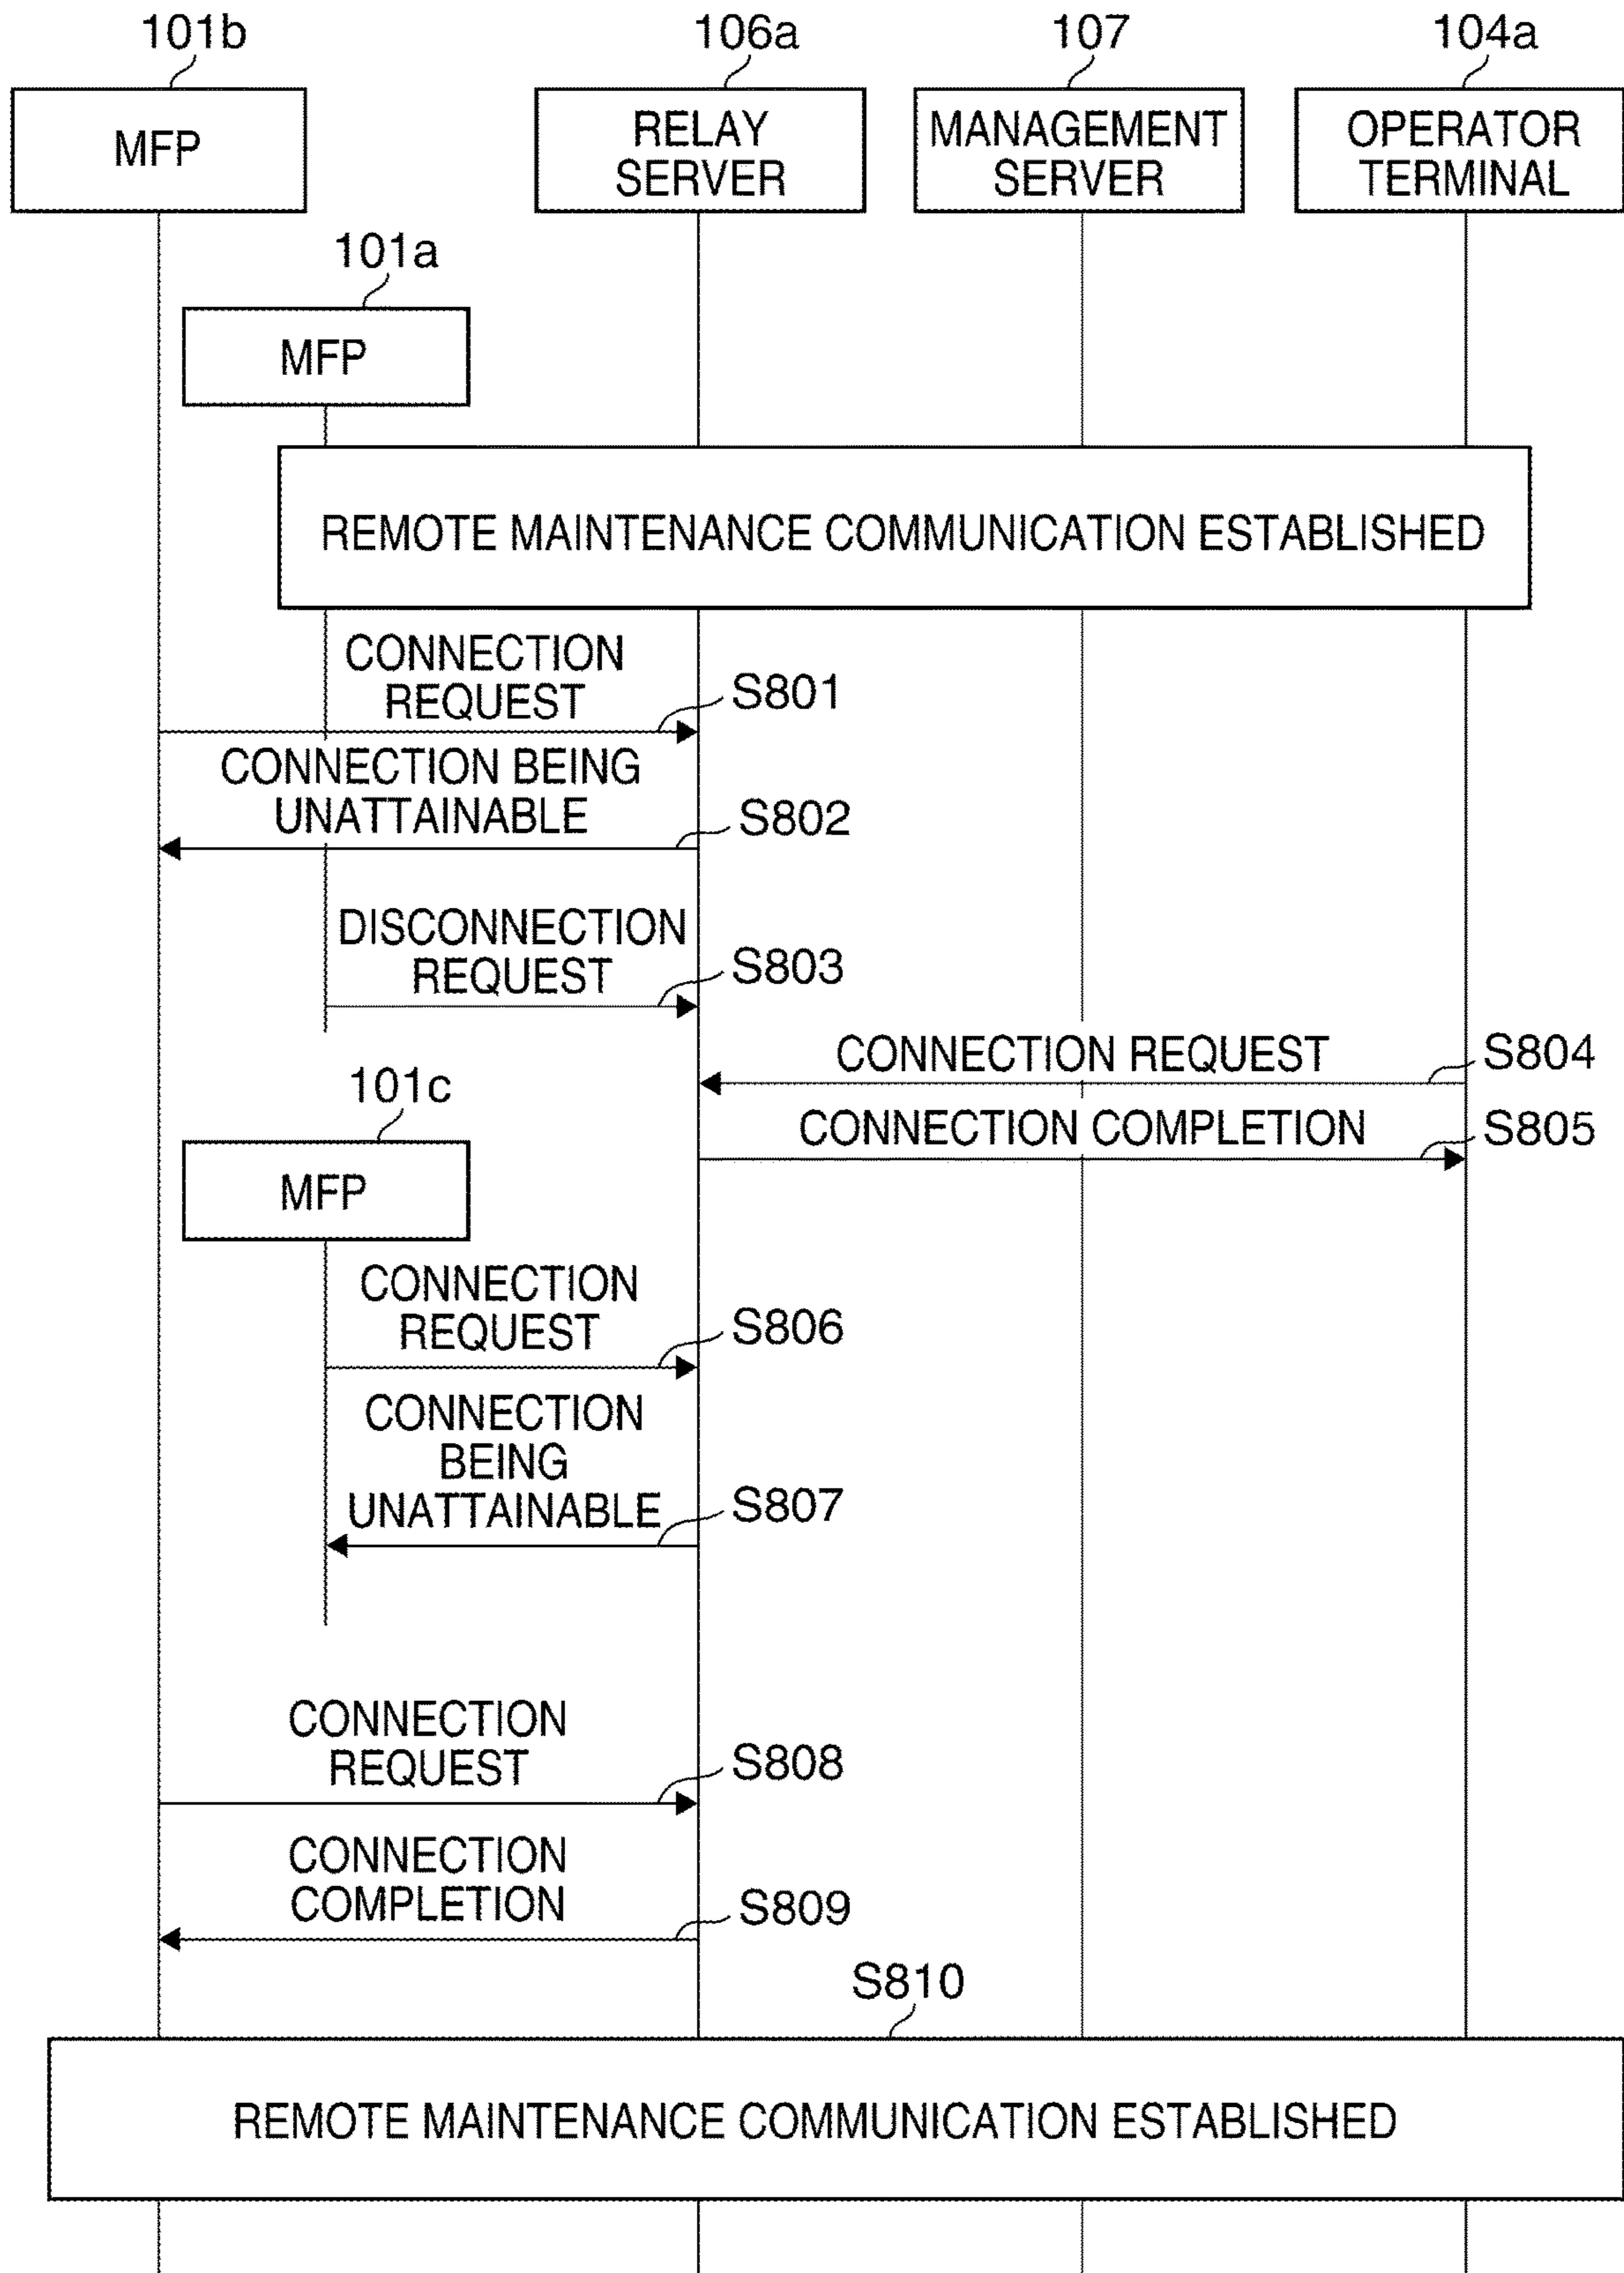 101b
106a
107
104a
MFP
RELAY
SERVER
MANAGEMENT
SERVER
OPERATOR
TERMINAL
101a
MFP
REMOTE MAINTENANCE COMMUNICATION ESTABLISHED
CONNECTION
REQUEST
S801
CONNECTION BEING
UNATTAINABLE
S802
DISCONNECTION
REQUEST
S803
CONNECTION REQUEST
S804
101c
CONNECTION COMPLETION
S805
MFP
CONNECTION
REQUEST
S806
CONNECTION
BEING
UNATTAINABLE
S807
CONNECTION
REQUEST
S808
CONNECTION
COMPLETION
S809
S810
REMOTE MAINTENANCE COMMUNICATION ESTABLISHED